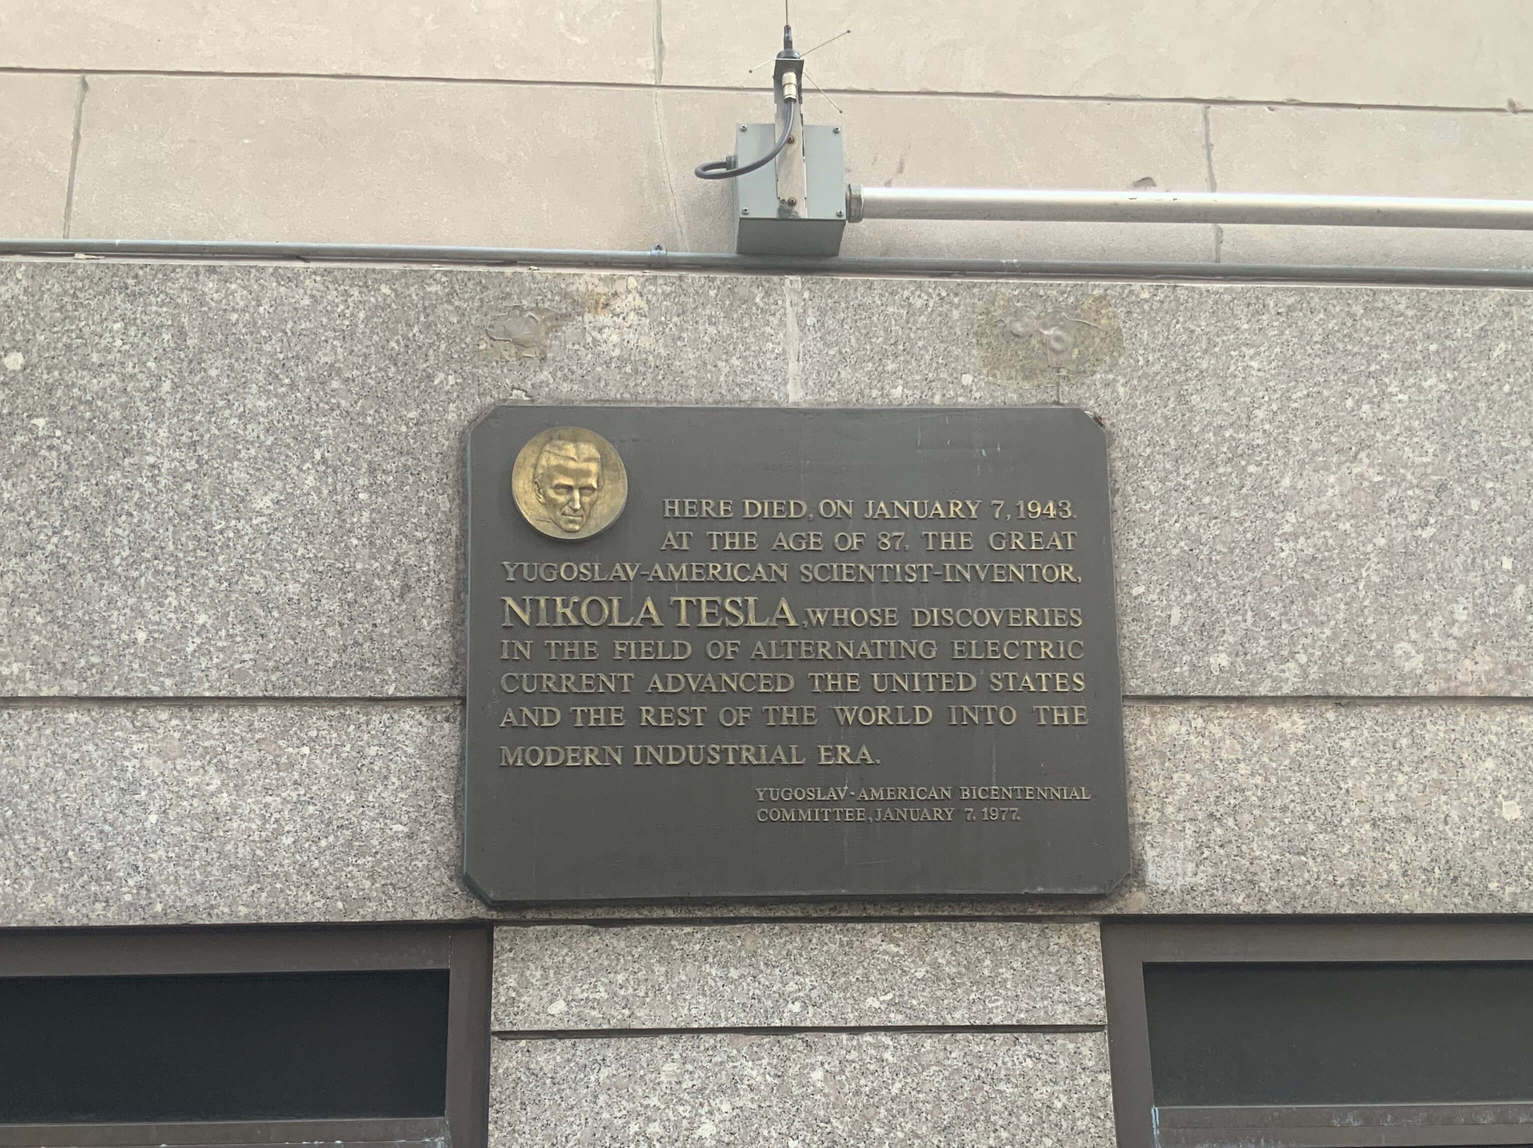 HERE DIED, ON JANUARY 7, 1943.
AT THE AGE OF 87, THE GREAT
YUGOSLAV-AMERICAN SCIENTIST-INVENTOR,
NIKOLA TESLA, WHOSE DISCOVERIES
IN THE FIELD OF ALTERNATING ELECTRIC
CURRENT ADVANCED THE UNITED STATES
AND THE REST OF THE WORLD INTO THE
MODERN INDUSTRIAL ERA.
YUGOSLAV-AMERICAN BICENTENNIAL
COMMITTEE, JANUARY 7, 1977.